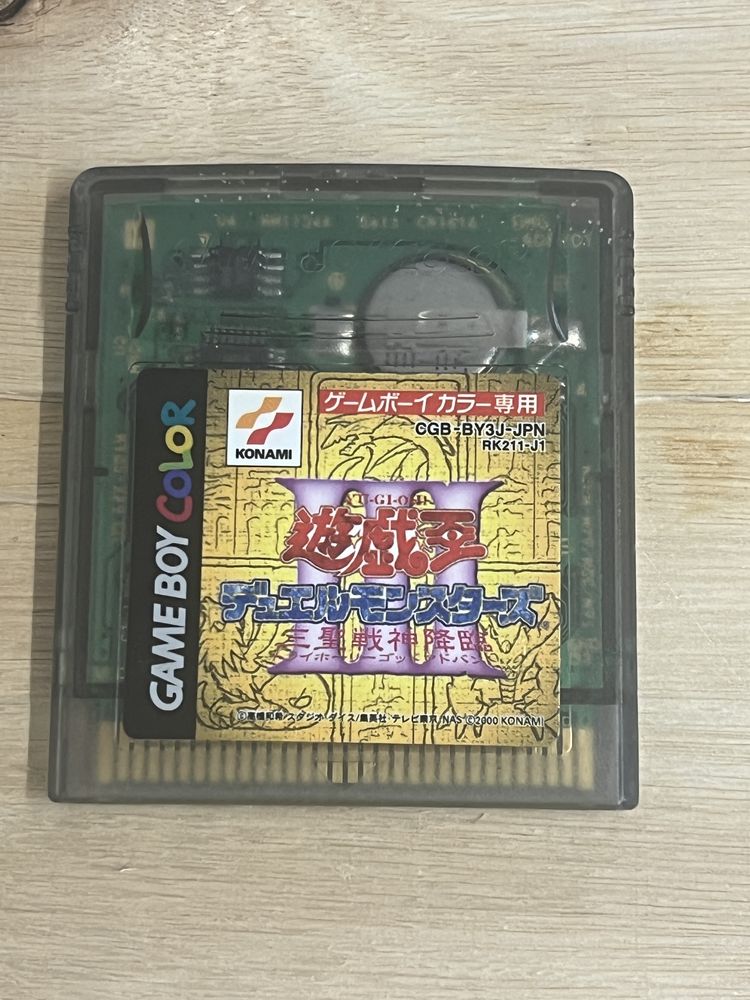 KONAMI
ゲームボーイカラー専用
CGB-BY3J-JPN
RK211-J1
GAME BOY COLOR
YU-GI-OH
遊戯王
III
デュエルモンスターズ
三聖戦神降臨
©高橋和希/スタジオ・ダイス/集英社・テレビ東京・NAS ©2000 KONAMI